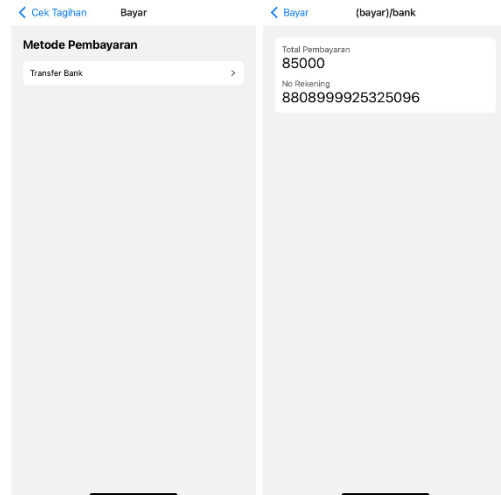 Cek Tagihan
Bayar
Metode Pembayaran
Transfer Bank
Bayar
(bayar)/bank
Total Pembayaran
85000
No Rekening
8808999925325096